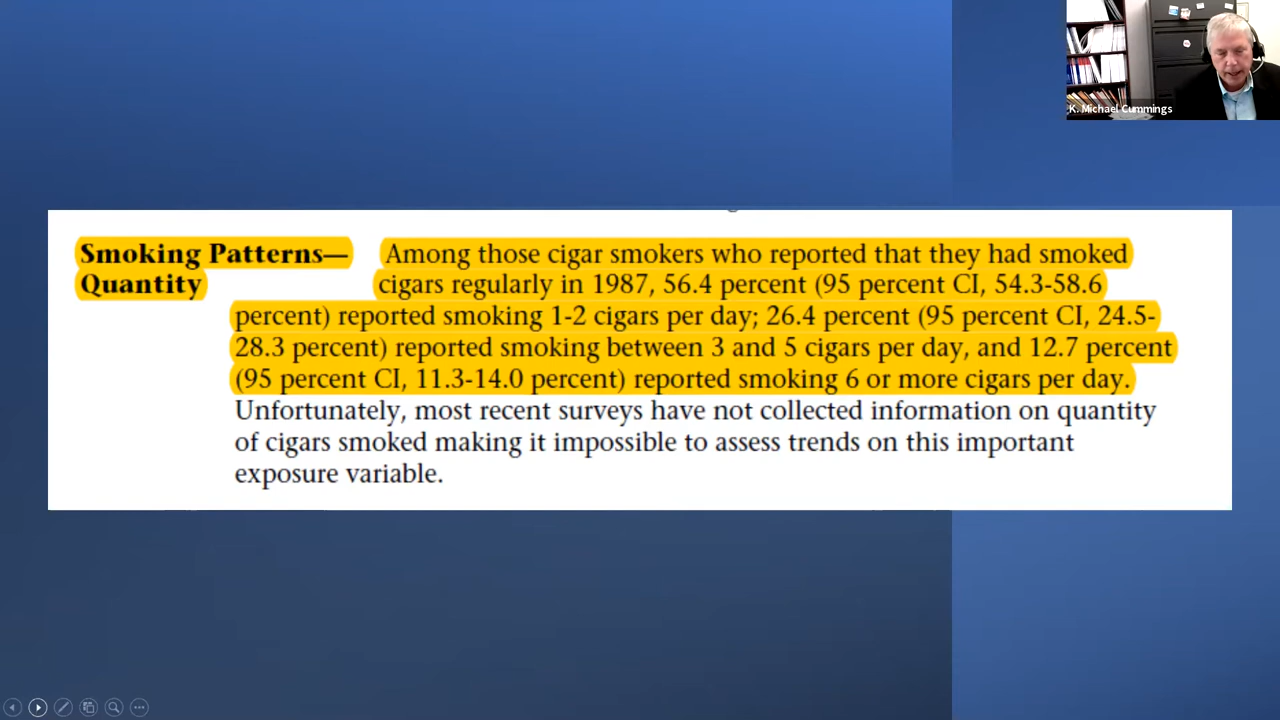 K. Michael Cummings
Smoking Patterns— Among those cigar smokers who reported that they had smoked
Quantity cigars regularly in 1987, 56.4 percent (95 percent CI, 54.3-58.6
percent) reported smoking 1-2 cigars per day; 26.4 percent (95 percent CI, 24.5-
28.3 percent) reported smoking between 3 and 5 cigars per day, and 12.7 percent
(95 percent CI, 11.3-14.0 percent) reported smoking 6 or more cigars per day.
Unfortunately, most recent surveys have not collected information on quantity
of cigars smoked making it impossible to assess trends on this important
exposure variable.